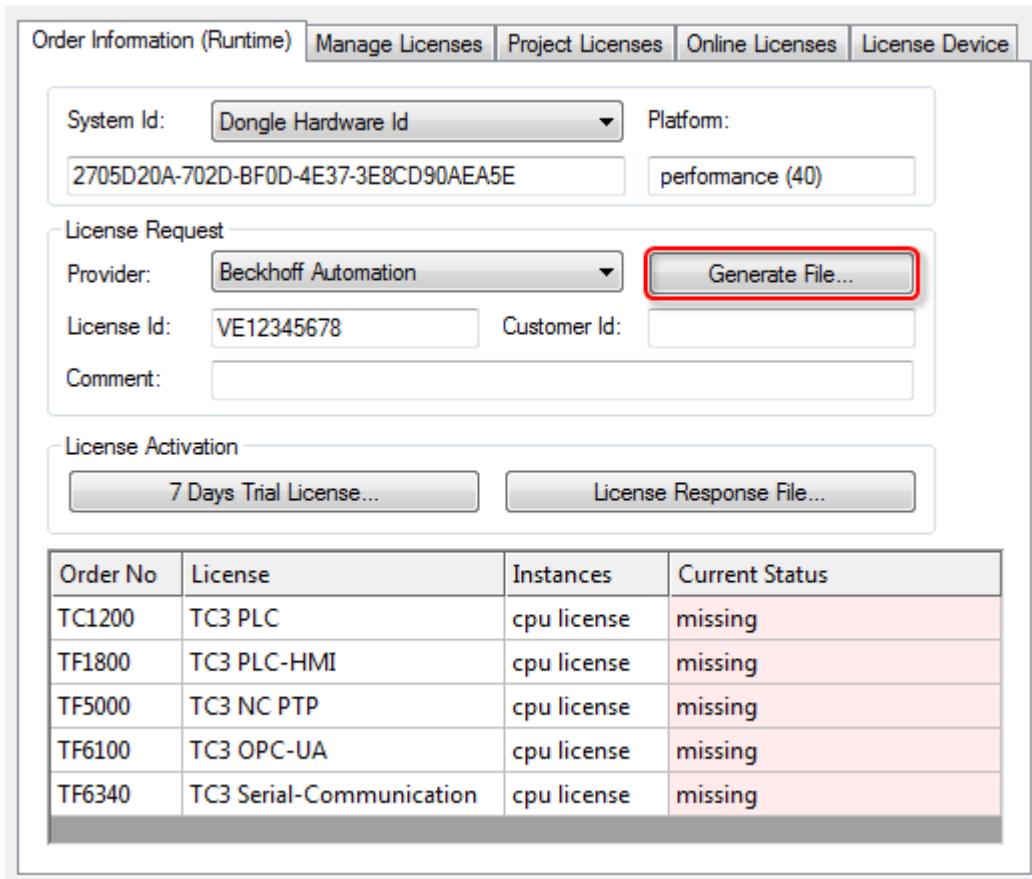 Order Information (Runtime) Manage Licenses Project Licenses Online Licenses License Device
System Id: Dongle Hardware Id Platform:
2705D20A-702D-BF0D-4E37-3E8CD90AEA5E performance (40)
License Request
Provider: Beckhoff Automation Generate File...
License Id: VE12345678 Customer Id:
Comment:
License Activation
7 Days Trial License... License Response File...
Order No License Instances Current Status
TC1200 TC3 PLC cpu license missing
TF1800 TC3 PLC-HMI cpu license missing
TF5000 TC3 NC PTP cpu license missing
TF6100 TC3 OPC-UA cpu license missing
TF6340 TC3 Serial-Communication cpu license missing